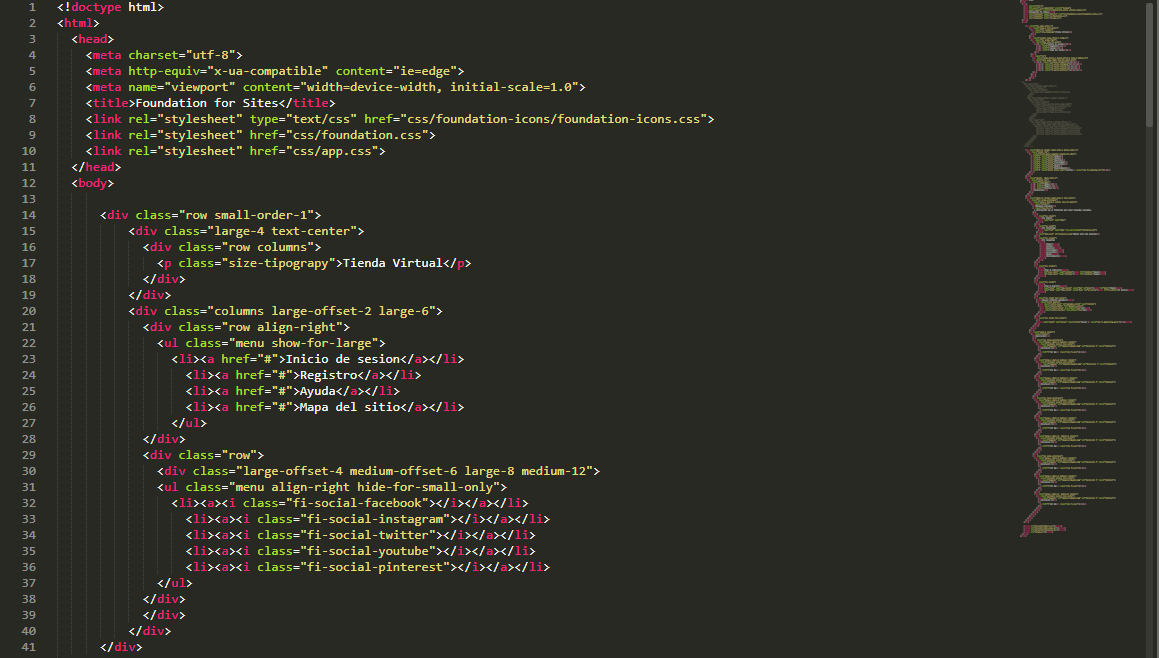 1 <!doctype html>
2 <html>
3 <head>
4 <meta charset="utf-8">
5 <meta http-equiv="x-ua-compatible" content="ie=edge">
6 <meta name="viewport" content="width=device-width, initial-scale=1.0">
7 <title>Foundation for Sites</title>
8 <link rel="stylesheet" type="text/css" href="css/foundation-icons/foundation-icons.css">
9 <link rel="stylesheet" href="css/foundation.css">
10 <link rel="stylesheet" href="css/app.css">
11 </head>
12 <body>
13
14 <div class="row small-order-1">
15 <div class="large-4 text-center">
16 <div class="row columns">
17 <p class="size-tipograpy">Tienda Virtual</p>
18 </div>
19 </div>
20 <div class="columns large-offset-2 large-6">
21 <div class="row align-right">
22 <ul class="menu show-for-large">
23 <li><a href="#">Inicio de sesion</a></li>
24 <li><a href="#">Registro</a></li>
25 <li><a href="#">Ayuda</a></li>
26 <li><a href="#">Mapa del sitio</a></li>
27 </ul>
28 </div>
29 <div class="row">
30 <div class="large-offset-4 medium-offset-6 large-8 medium-12">
31 <ul class="menu align-right hide-for-small-only">
32 <li><a><i class="fi-social-facebook"></i></a></li>
33 <li><a><i class="fi-social-instagram"></i></a></li>
34 <li><a><i class="fi-social-twitter"></i></a></li>
35 <li><a><i class="fi-social-youtube"></i></a></li>
36 <li><a><i class="fi-social-pinterest"></i></a></li>
37 </ul>
38 </div>
39 </div>
40 </div>
41 </div>